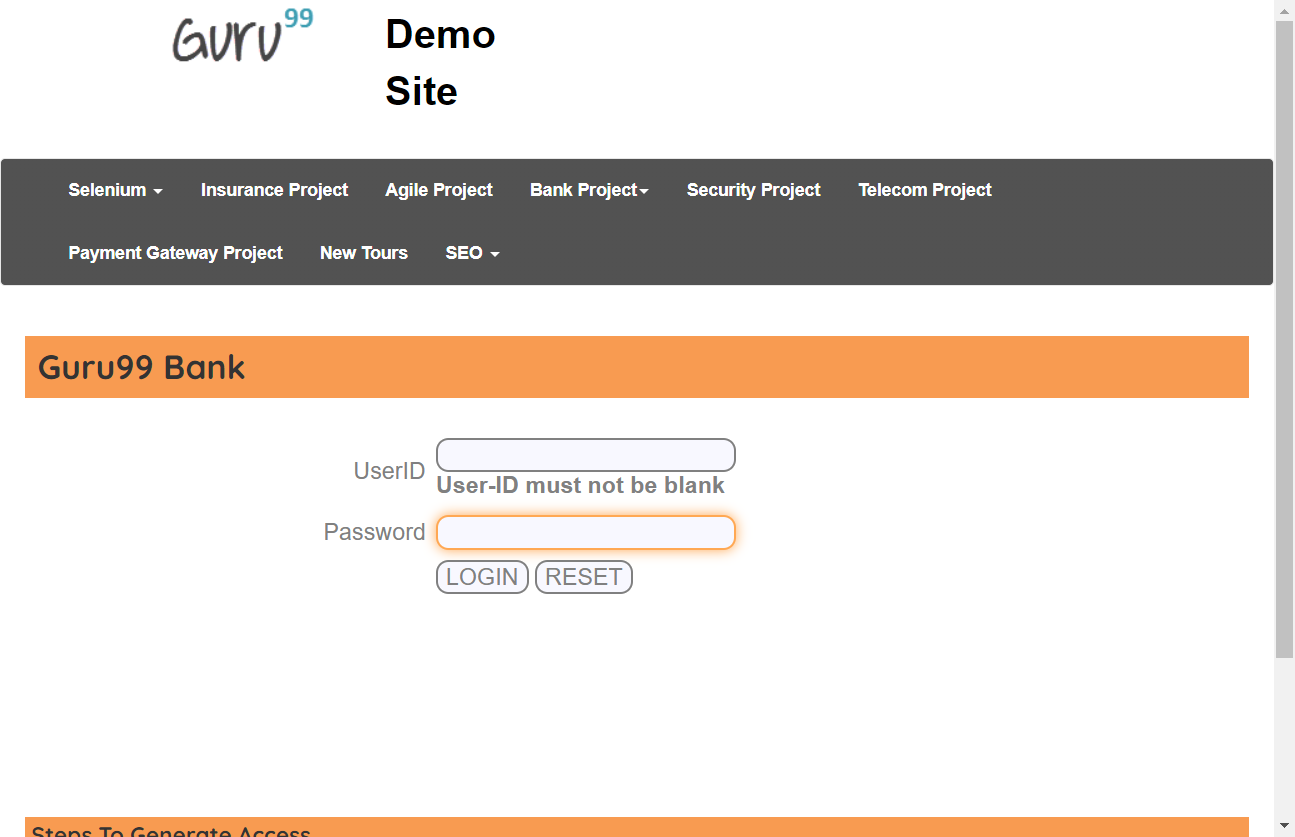 Guru99
Demo
Site
Selenium
Insurance Project
Agile Project
Bank Project
Security Project
Telecom Project
Payment Gateway Project
New Tours
SEO
Guru99 Bank
UserID
User-ID must not be blank
Password
LOGIN
RESET
Steps To Generate Access